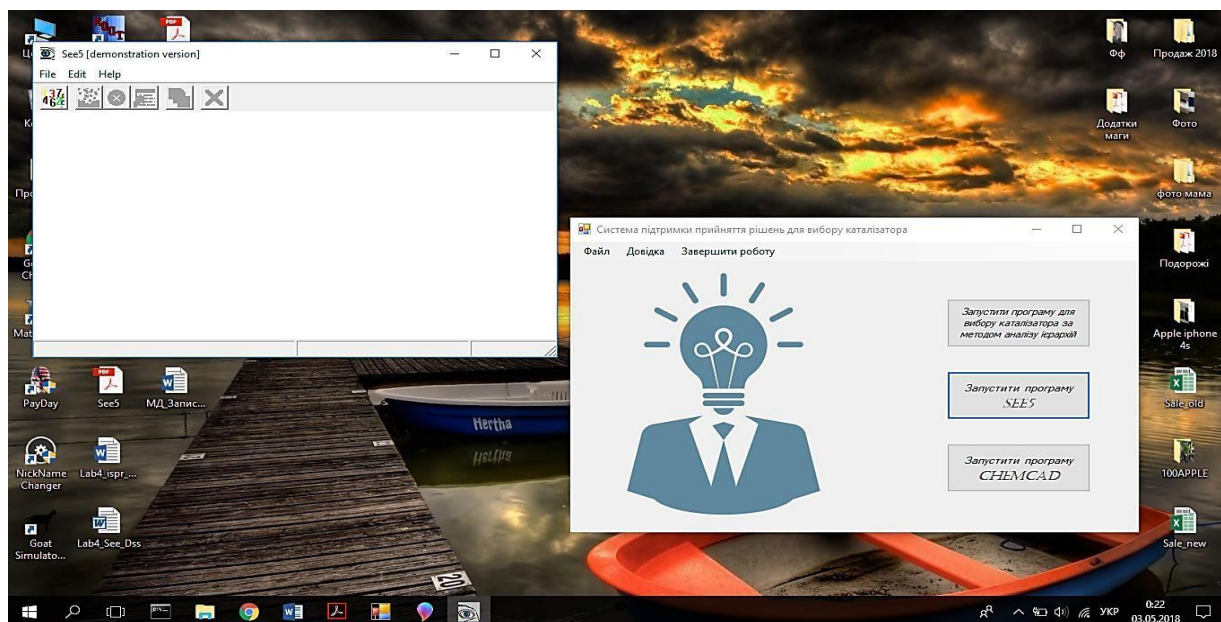 See5 [demonstration version]
File Edit Help
Фф
Продаж 2018
Додатки
маги
Фото
фото мама
Система підтримки прийняття рішень для вибору каталізатора
Файл Довідка Завершити роботу
Запустити програму для
вибору каталізатора за
методом аналізу ієрархій
Запустити програму
SEE5
Запустити програму
CHEMCAD
Подорожі
Apple iphone
4s
Sale_old
100APPLE
Sale_new
PayDay
See5
МД_Запис...
NickName
Changer
Lab4_ispr_...
Goat
Simulato...
Lab4_See_Dss
Hertha
20
УКР
0:22
03.05.2018